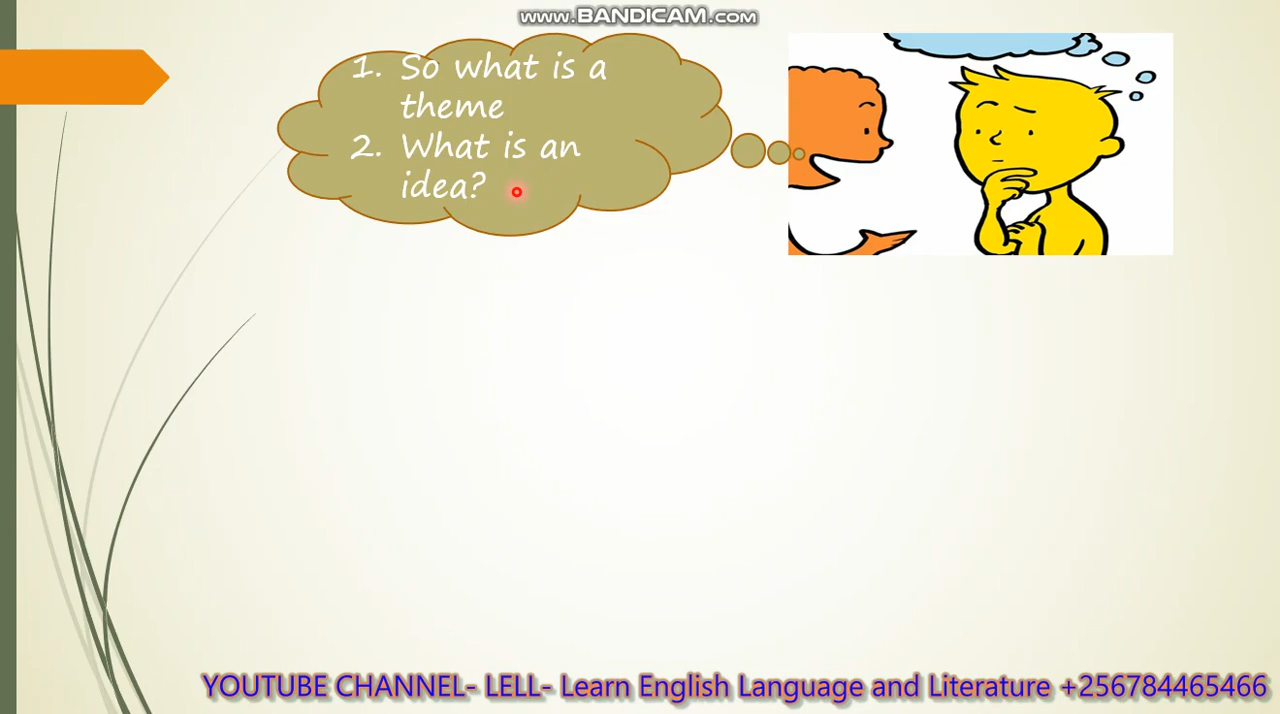 www.BANDICAM.com
1. So what is a
theme
2. What is an
idea?
YOUTUBE CHANNEL- LELL- Learn English Language and Literature +256784465466